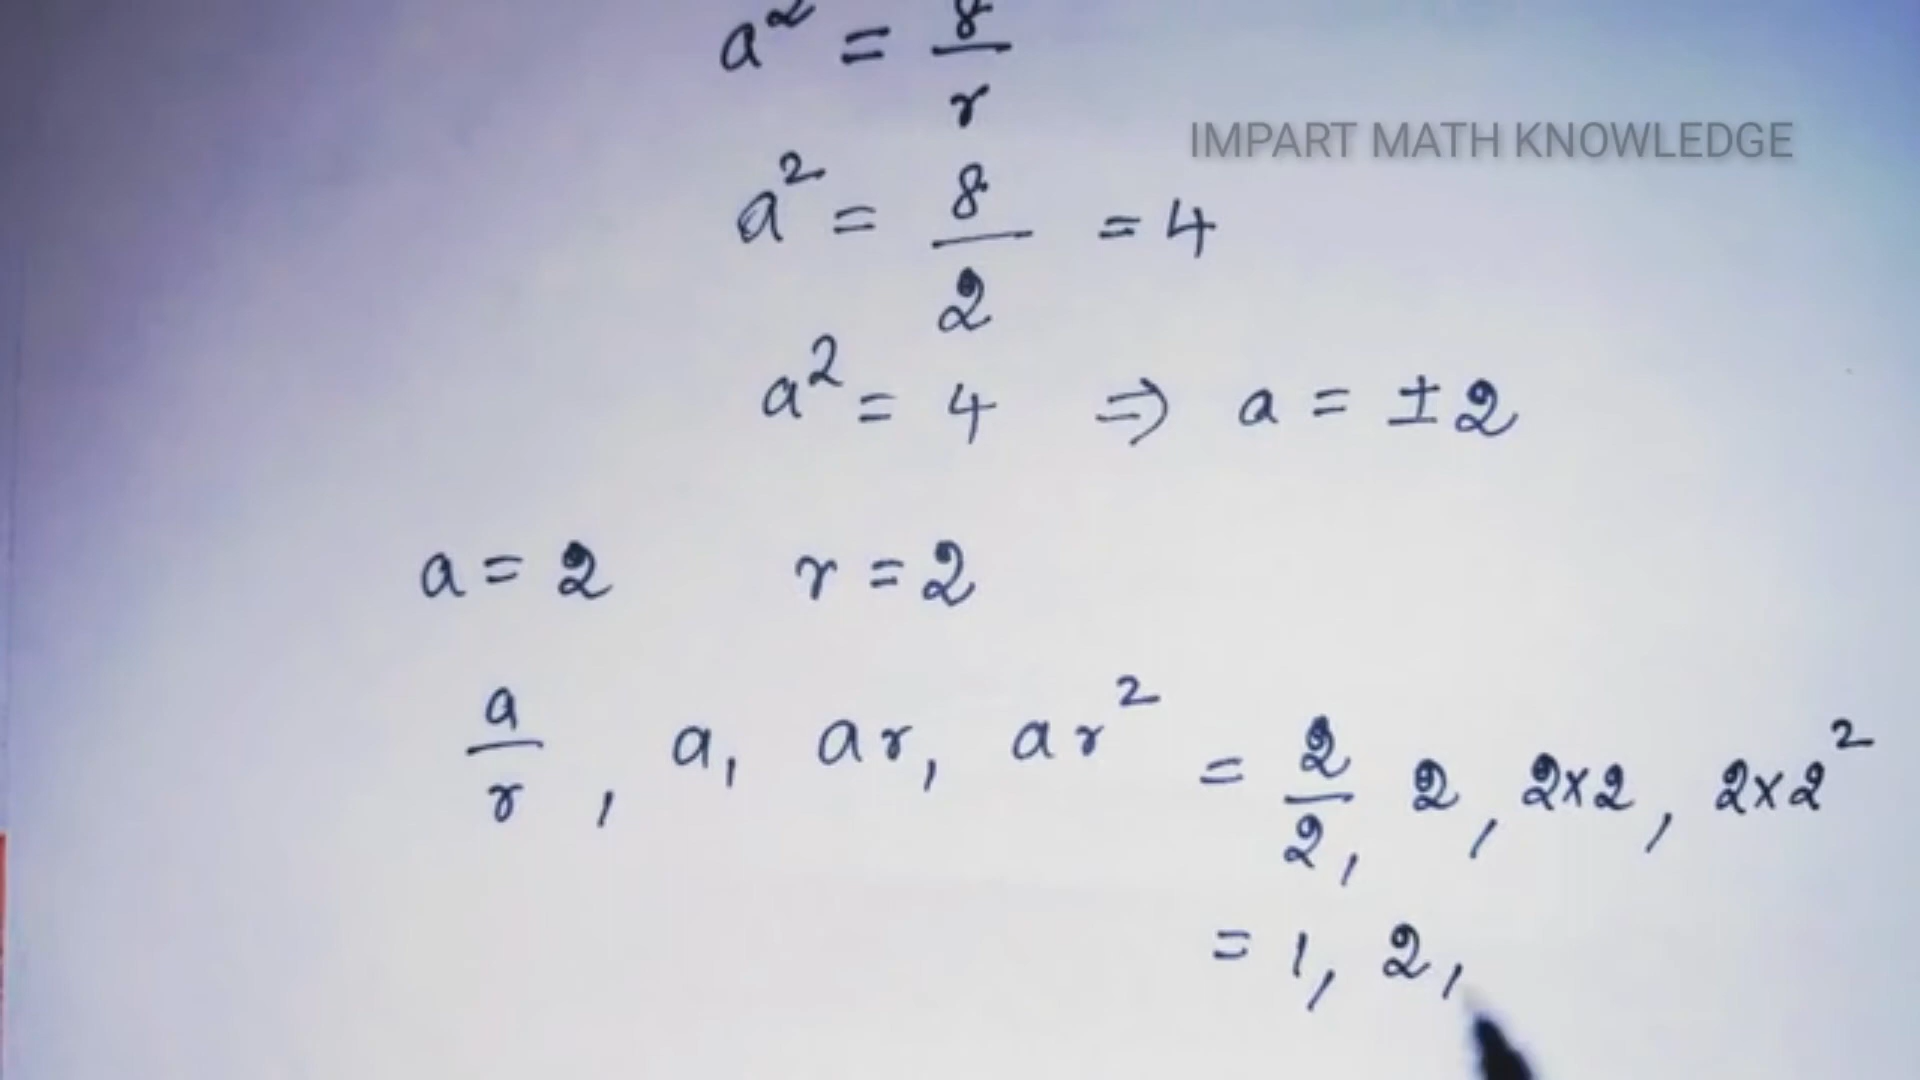 a² = 8/r
IMPART MATH KNOWLEDGE
a² = 8/2 = 4
a² = 4 ⇒ a = ±2
a = 2 r = 2
a/r, a, ar, ar² = 2/2, 2, 2×2, 2×2²
= 1, 2,